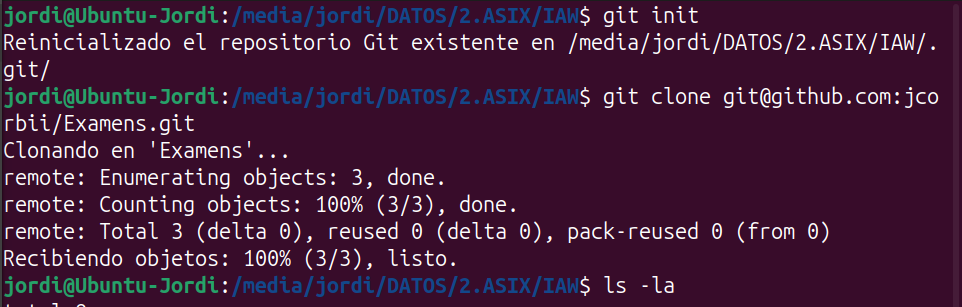 jordi@Ubuntu-Jordi:/media/jordi/DATOS/2.ASIX/IAW$ git init
Reinicializado el repositorio Git existente en /media/jordi/DATOS/2.ASIX/IAW/.
git/
jordi@Ubuntu-Jordi:/media/jordi/DATOS/2.ASIX/IAW$ git clone git@github.com:jco
rbii/Examens.git
Clonando en 'Examens'...
remote: Enumerating objects: 3, done.
remote: Counting objects: 100% (3/3), done.
remote: Total 3 (delta 0), reused 0 (delta 0), pack-reused 0 (from 0)
Recibiendo objetos: 100% (3/3), listo.
jordi@Ubuntu-Jordi:/media/jordi/DATOS/2.ASIX/IAW$ ls -la